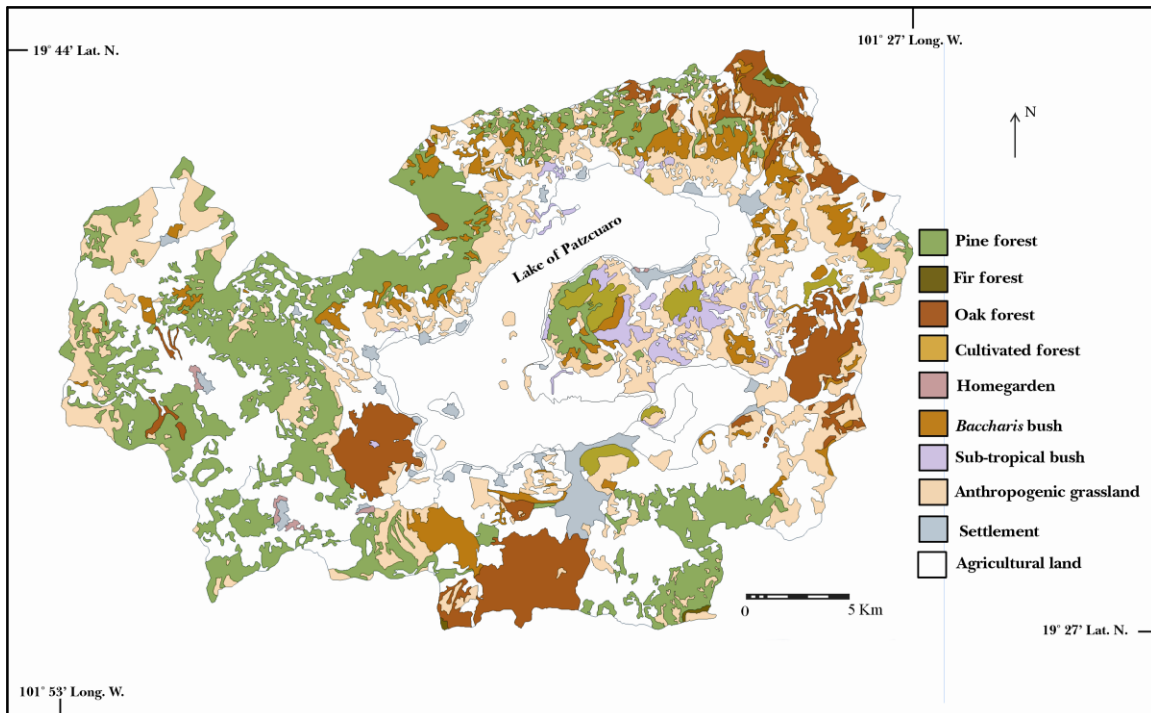 19° 44' Lat. N.
101° 27' Long. W.
N
Lake of Patzcuaro
Pine forest
Fir forest
Oak forest
Cultivated forest
Homegarden
Baccharis bush
Sub-tropical bush
Anthropogenic grassland
Settlement
Agricultural land
0 5 Km
19° 27' Lat. N.
101° 53' Long. W.